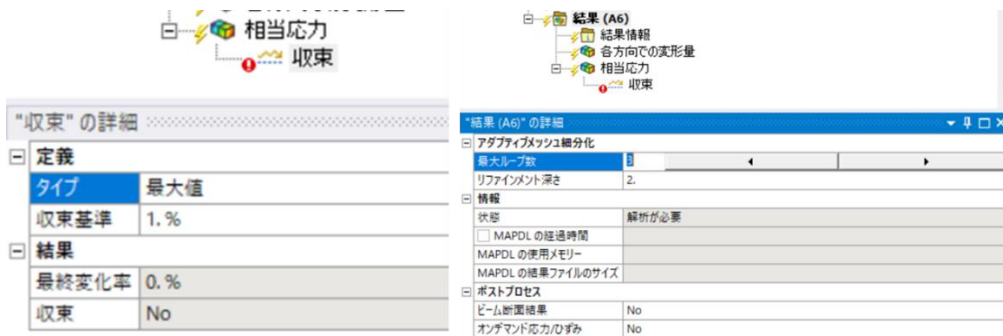 相当応力
収束
"収束" の詳細
定義
タイプ 最大値
収束基準 1. %
結果
最終変化率 0. %
収束 No
結果 (A6)
結果情報
各方向での変形量
相当応力
収束
"結果 (A6)" の詳細
アダプティブメッシュ細分化
最大ループ数 3
リファインメント深さ 2.
情報
状態 解析が必要
MAPDL の経過時間
MAPDL の使用メモリー
MAPDL の結果ファイルのサイズ
ポストプロセス
ビーム断面結果 No
オンデマンド応力/ひずみ No